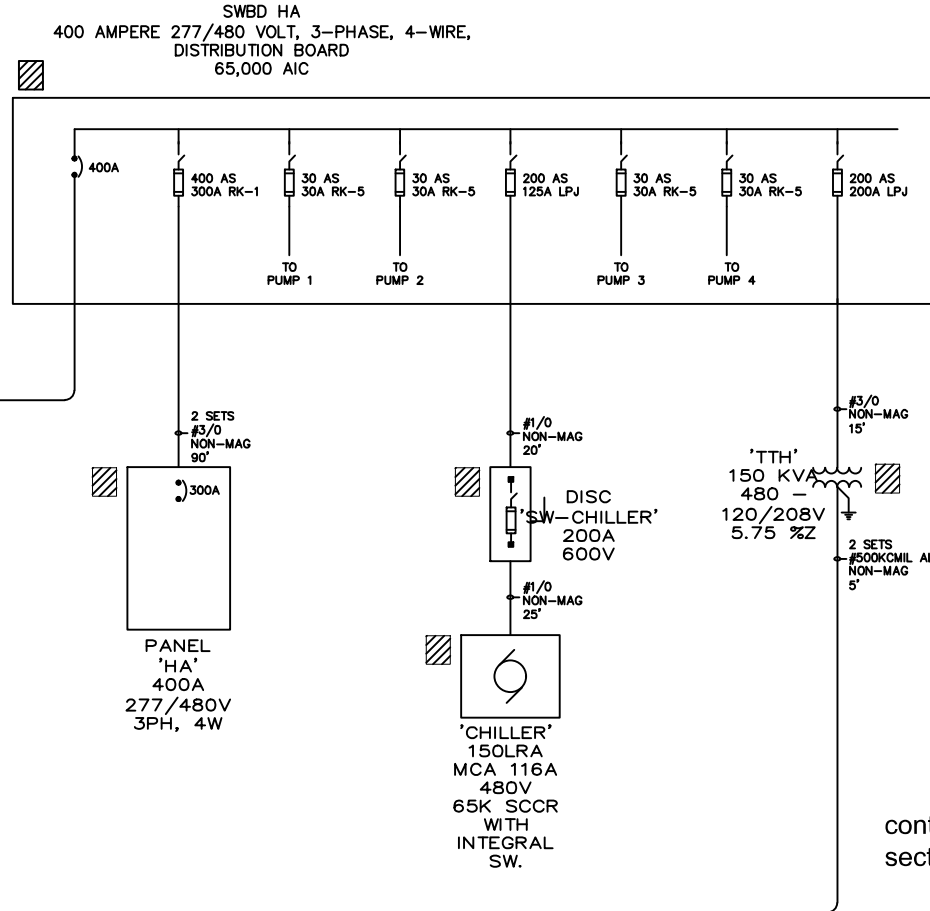 SWBD HA
400 AMPERE 277/480 VOLT, 3-PHASE, 4-WIRE,
DISTRIBUTION BOARD
65,000 AIC
400A
400 AS
300A RK-1
30 AS
30A RK-5
TO
PUMP 1
30 AS
30A RK-5
TO
PUMP 2
200 AS
125A LPJ
30 AS
30A RK-5
TO
PUMP 3
30 AS
30A RK-5
TO
PUMP 4
200 AS
200A LPJ
2 SETS
#3/0
NON-MAG
90'
300A
PANEL
'HA'
400A
277/480V
3PH, 4W
#1/0
NON-MAG
20'
DISC
'SW-CHILLER'
200A
600V
#1/0
NON-MAG
25'
'CHILLER'
150LRA
MCA 116A
480V
65K SCCR
WITH
INTEGRAL
SW.
#3/0
NON-MAG
15'
'TTH'
150 KVA
480 -
120/208V
5.75 %Z
2 SETS
#500KCMIL AL
NON-MAG
5'
cont
sect